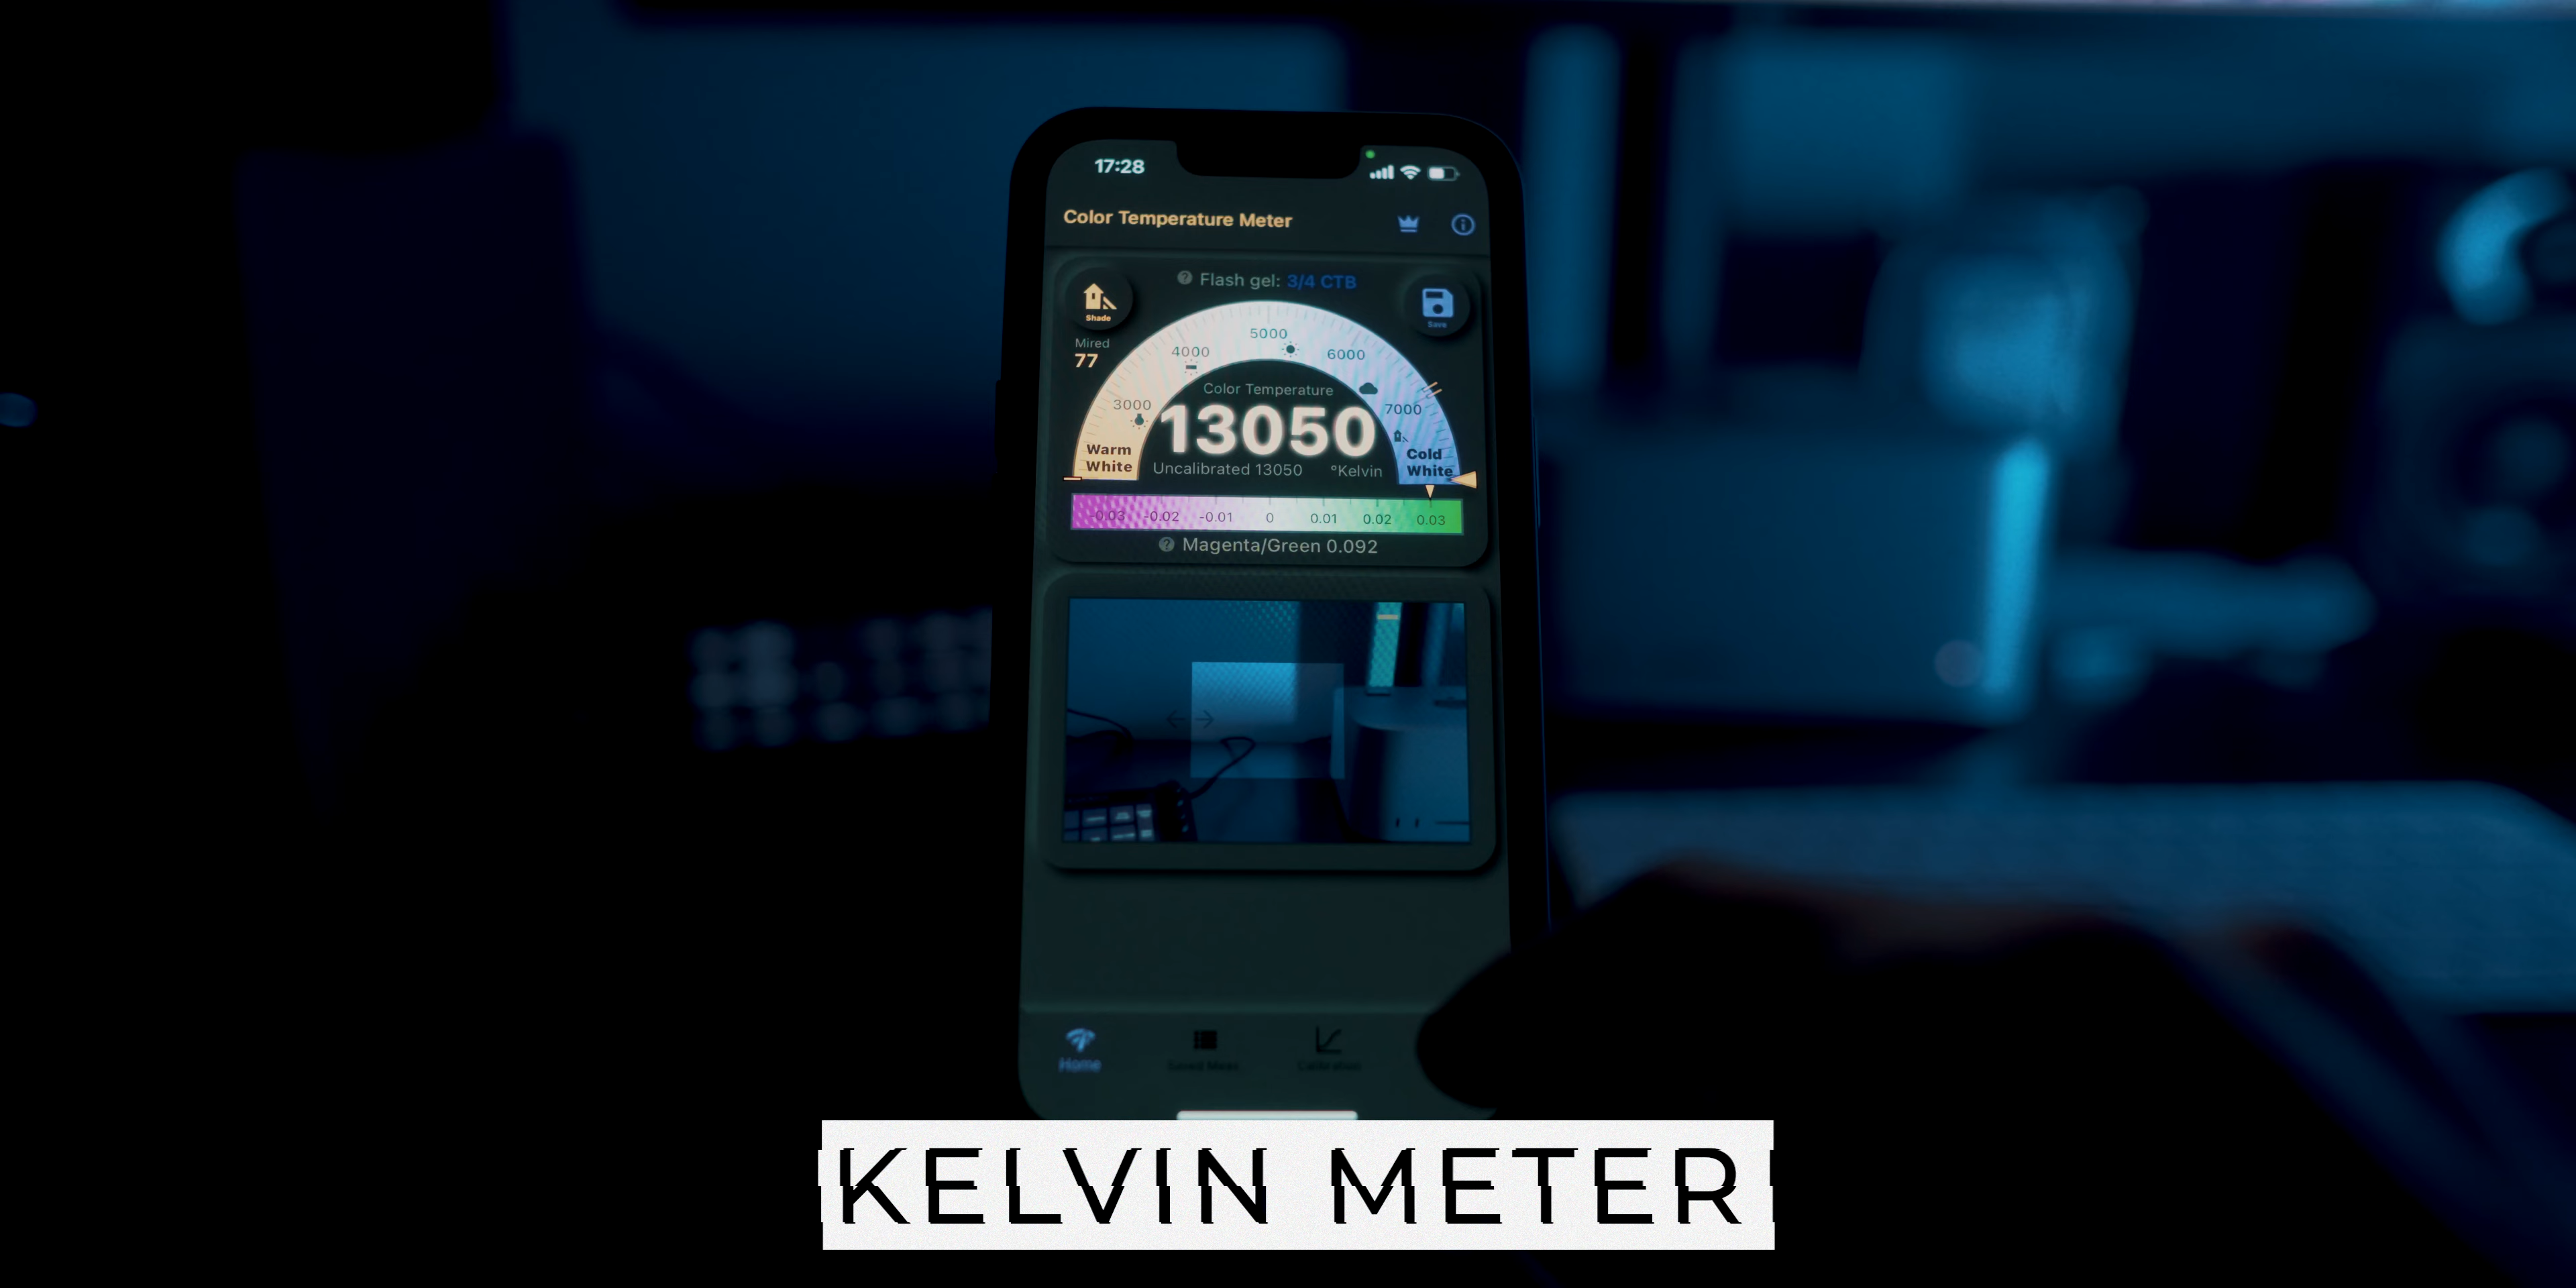 17:28
Color Temperature Meter
Flash gel: 3/4 CTB
Shade
Save
Mired
77
3000
4000
5000
6000
7000
Color Temperature
13050
Warm White
Uncalibrated 13050 °Kelvin
Cold White
-0.03 -0.02 -0.01 0 0.01 0.02 0.03
Magenta/Green 0.092
Home
Calibration
KELVIN METER